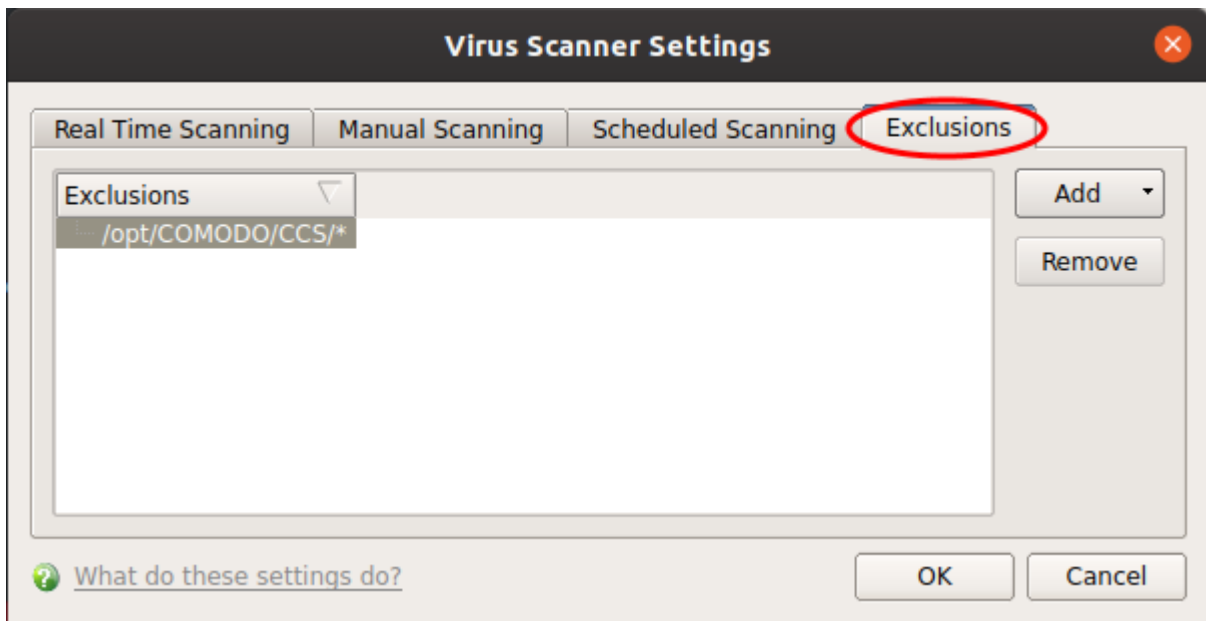 Virus Scanner Settings
Real Time Scanning Manual Scanning Scheduled Scanning Exclusions
Exclusions Add
/opt/COMODO/CCS/*
Remove
What do these settings do? OK Cancel